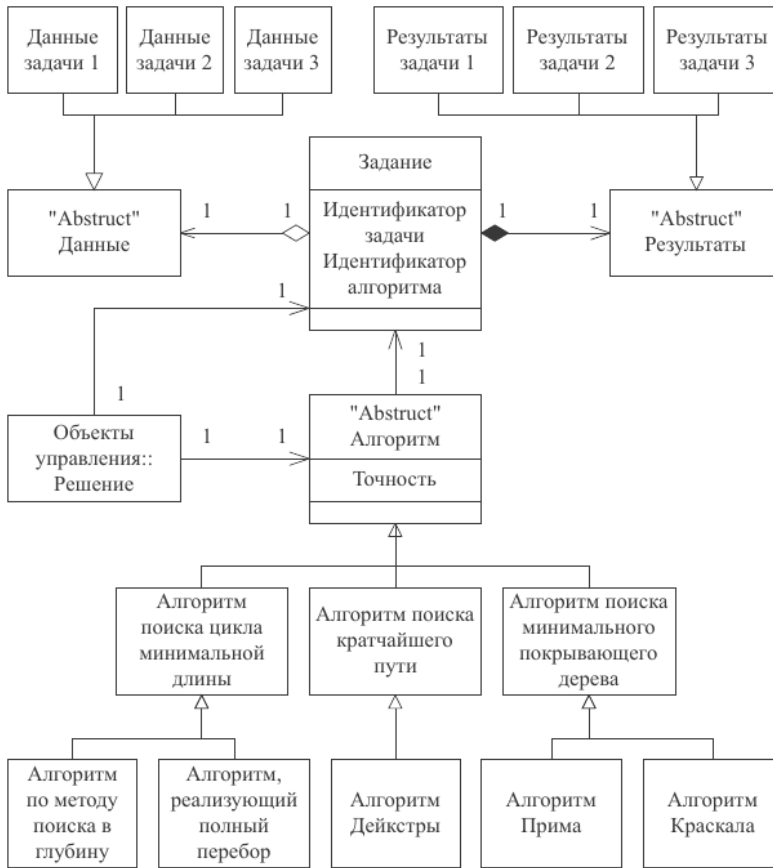 Данные
задачи 1
Данные
задачи 2
Данные
задачи 3
Результаты
задачи 1
Результаты
задачи 2
Результаты
задачи 3
Задание
Идентификатор
задачи
Идентификатор
алгоритма
"Abstruct"
Данные
1
1
1
1
"Abstruct"
Результаты
1
1
1
1
Объекты
управления::
Решение
1
1
"Abstruct"
Алгоритм
Точность
Алгоритм
поиска цикла
минимальной
длины
Алгоритм поиска
кратчайшего
пути
Алгоритм поиска
минимального
покрывающего
дерева
Алгоритм
по методу
поиска в
глубину
Алгоритм,
реализующий
полный
перебор
Алгоритм
Дейкстры
Алгоритм
Прима
Алгоритм
Краскала